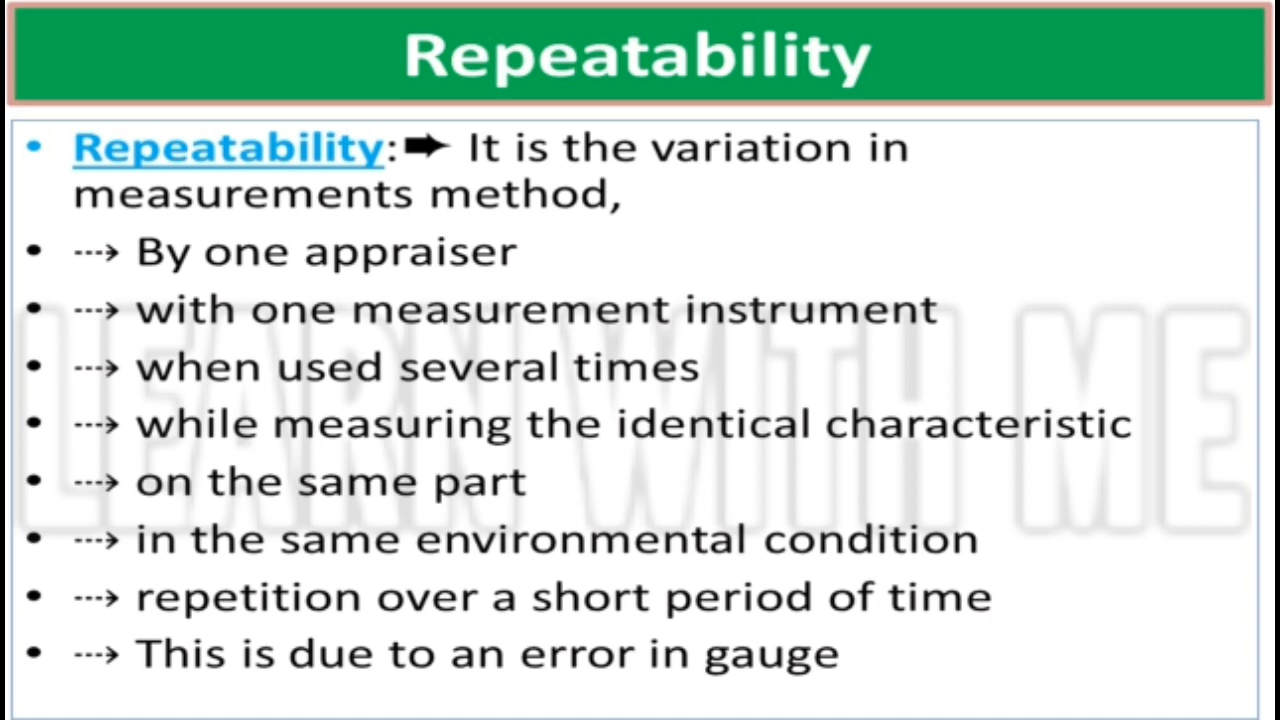 Repeatability
• Repeatability:➡ It is the variation in
measurements method,
• ⇢ By one appraiser
• ⇢ with one measurement instrument
• ⇢ when used several times
• ⇢ while measuring the identical characteristic
• ⇢ on the same part
• ⇢ in the same environmental condition
• ⇢ repetition over a short period of time
• ⇢ This is due to an error in gauge
LEARN WITH ME